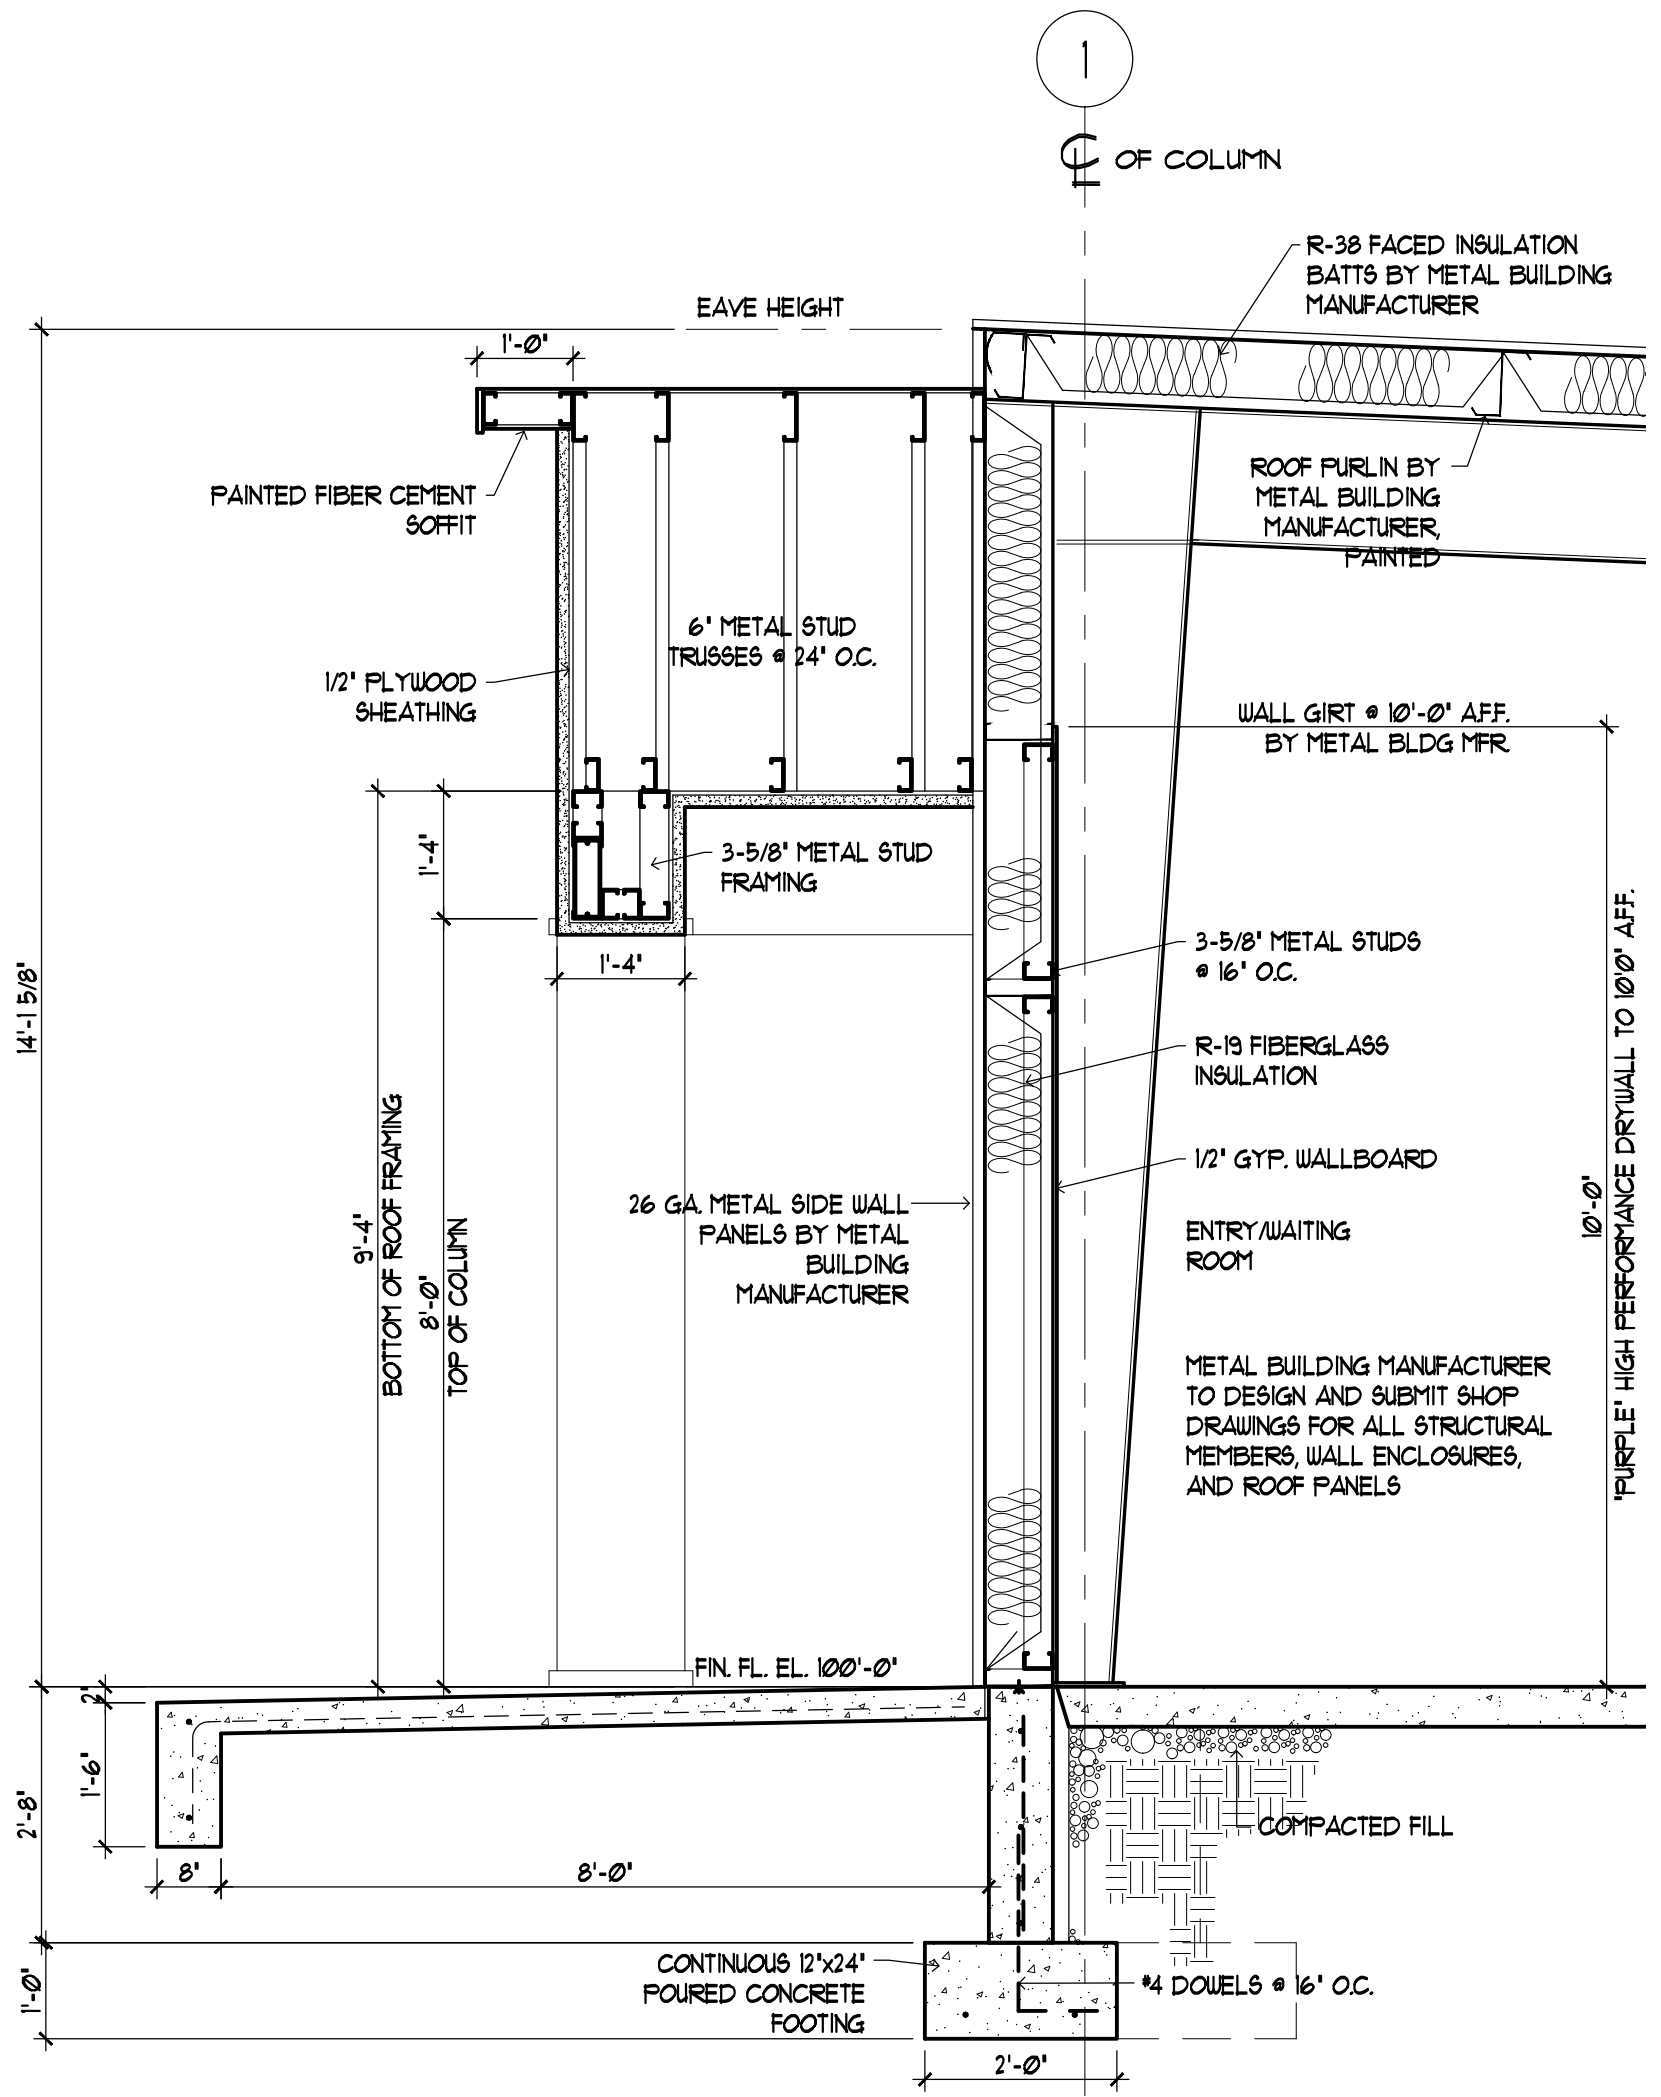 1
℄ OF COLUMN
R-38 FACED INSULATION
BATTS BY METAL BUILDING
MANUFACTURER
EAVE HEIGHT
1'-0"
PAINTED FIBER CEMENT
SOFFIT
ROOF PURLIN BY
METAL BUILDING
MANUFACTURER,
PAINTED
6" METAL STUD
TRUSSES @ 24" O.C.
1/2" PLYWOOD
SHEATHING
WALL GIRT @ 10'-0" A.F.F.
BY METAL BLDG MFR.
1'-4"
3-5/8" METAL STUD
FRAMING
1'-4"
3-5/8" METAL STUDS
@ 16" O.C.
14'-1 5/8"
R-19 FIBERGLASS
INSULATION
1/2" GYP. WALLBOARD
26 GA. METAL SIDE WALL
PANELS BY METAL
BUILDING
MANUFACTURER
ENTRY/WAITING
ROOM
9'-4"
BOTTOM OF ROOF FRAMING
8'-0"
TOP OF COLUMN
10'-0"
"PURPLE" HIGH PERFORMANCE DRYWALL TO 10'0" A.F.F.
METAL BUILDING MANUFACTURER
TO DESIGN AND SUBMIT SHOP
DRAWINGS FOR ALL STRUCTURAL
MEMBERS, WALL ENCLOSURES,
AND ROOF PANELS
FIN. FL. EL. 100'-0"
2"
1'-6"
2'-8"
8"
8'-0"
COMPACTED FILL
CONTINUOUS 12"x24"
POURED CONCRETE
FOOTING
#4 DOWELS @ 16" O.C.
1'-0"
2'-0"